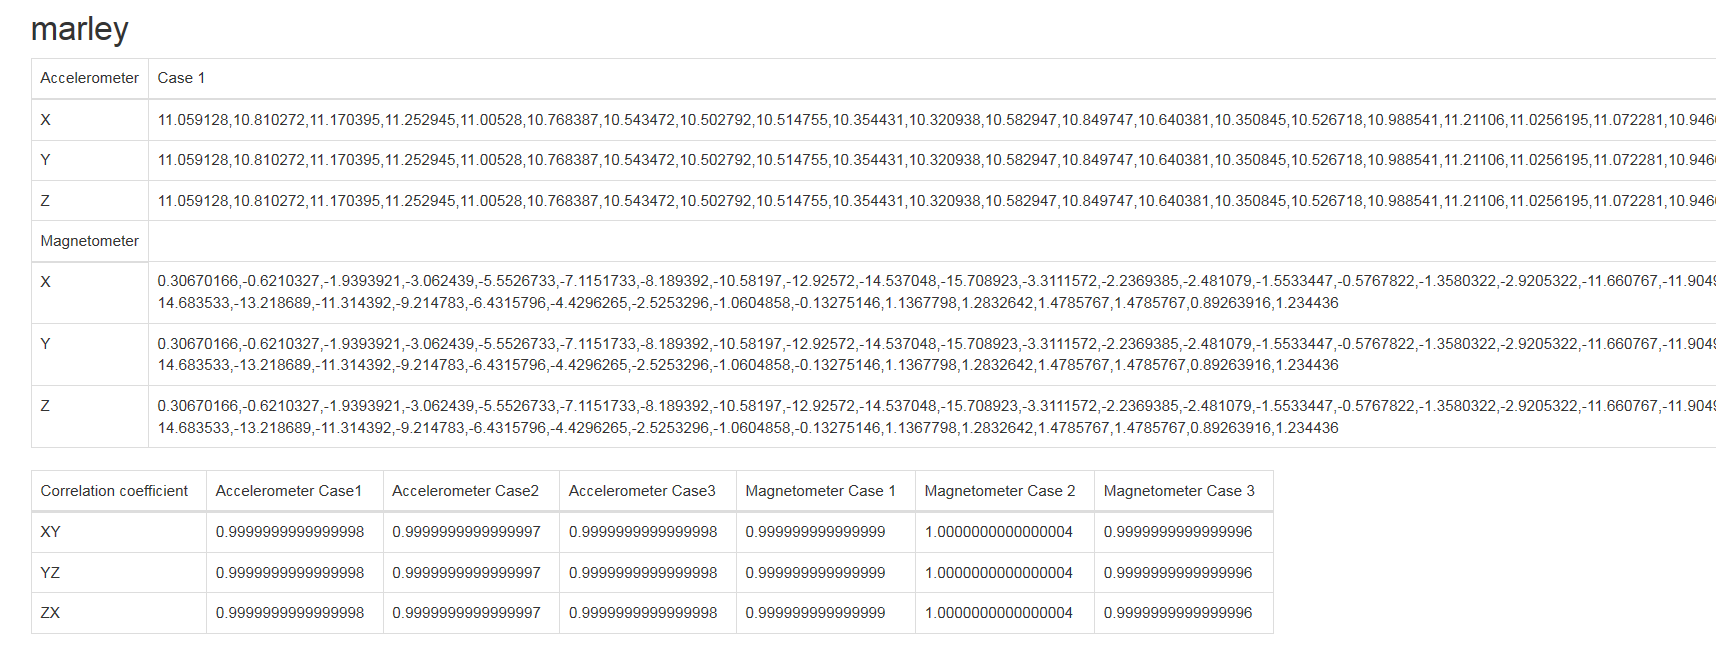 marley
Accelerometer Case 1
X 11.059128,10.810272,11.170395,11.252945,11.00528,10.768387,10.543472,10.502792,10.514755,10.354431,10.320938,10.582947,10.849747,10.640381,10.350845,10.526718,10.988541,11.21106,11.0256195,11.072281,10.946
Y 11.059128,10.810272,11.170395,11.252945,11.00528,10.768387,10.543472,10.502792,10.514755,10.354431,10.320938,10.582947,10.849747,10.640381,10.350845,10.526718,10.988541,11.21106,11.0256195,11.072281,10.946
Z 11.059128,10.810272,11.170395,11.252945,11.00528,10.768387,10.543472,10.502792,10.514755,10.354431,10.320938,10.582947,10.849747,10.640381,10.350845,10.526718,10.988541,11.21106,11.0256195,11.072281,10.946
Magnetometer
X 0.30670166,-0.6210327,-1.9393921,-3.062439,-5.5526733,-7.1151733,-8.189392,-10.58197,-12.92572,-14.537048,-15.708923,-3.3111572,-2.2369385,-2.481079,-1.5533447,-0.5767822,-1.3580322,-2.9205322,-11.660767,-11.9049
14.683533,-13.218689,-11.314392,-9.214783,-6.4315796,-4.4296265,-2.5253296,-1.0604858,-0.13275146,1.1367798,1.2832642,1.4785767,1.4785767,0.89263916,1.234436
Y 0.30670166,-0.6210327,-1.9393921,-3.062439,-5.5526733,-7.1151733,-8.189392,-10.58197,-12.92572,-14.537048,-15.708923,-3.3111572,-2.2369385,-2.481079,-1.5533447,-0.5767822,-1.3580322,-2.9205322,-11.660767,-11.9049
14.683533,-13.218689,-11.314392,-9.214783,-6.4315796,-4.4296265,-2.5253296,-1.0604858,-0.13275146,1.1367798,1.2832642,1.4785767,1.4785767,0.89263916,1.234436
Z 0.30670166,-0.6210327,-1.9393921,-3.062439,-5.5526733,-7.1151733,-8.189392,-10.58197,-12.92572,-14.537048,-15.708923,-3.3111572,-2.2369385,-2.481079,-1.5533447,-0.5767822,-1.3580322,-2.9205322,-11.660767,-11.9049
14.683533,-13.218689,-11.314392,-9.214783,-6.4315796,-4.4296265,-2.5253296,-1.0604858,-0.13275146,1.1367798,1.2832642,1.4785767,1.4785767,0.89263916,1.234436
Correlation coefficient Accelerometer Case1 Accelerometer Case2 Accelerometer Case3 Magnetometer Case 1 Magnetometer Case 2 Magnetometer Case 3
XY 0.9999999999999998 0.9999999999999997 0.9999999999999998 0.999999999999999 1.0000000000000004 0.9999999999999996
YZ 0.9999999999999998 0.9999999999999997 0.9999999999999998 0.999999999999999 1.0000000000000004 0.9999999999999996
ZX 0.9999999999999998 0.9999999999999997 0.9999999999999998 0.999999999999999 1.0000000000000004 0.9999999999999996